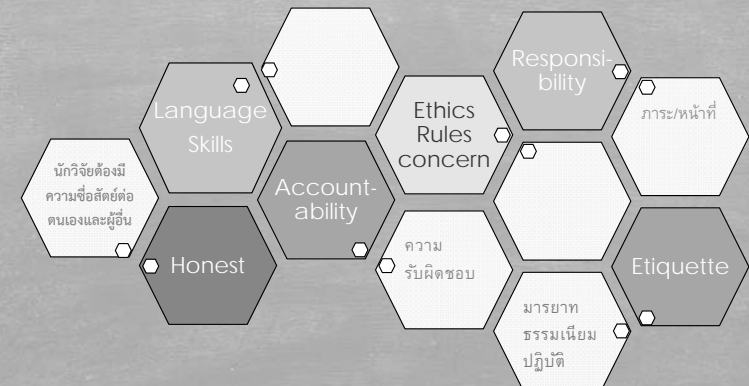 Language
Skills
นักวิจัยต้องมี
ความซื่อสัตย์ต่อ
ตนเองและผู้อื่น
Honest
Account-
ability
Ethics
Rules
concern
ความ
รับผิดชอบ
Responsi-
bility
ภาระ/หน้าที่
Etiquette
มารยาท
ธรรมเนียม
ปฏิบัติ